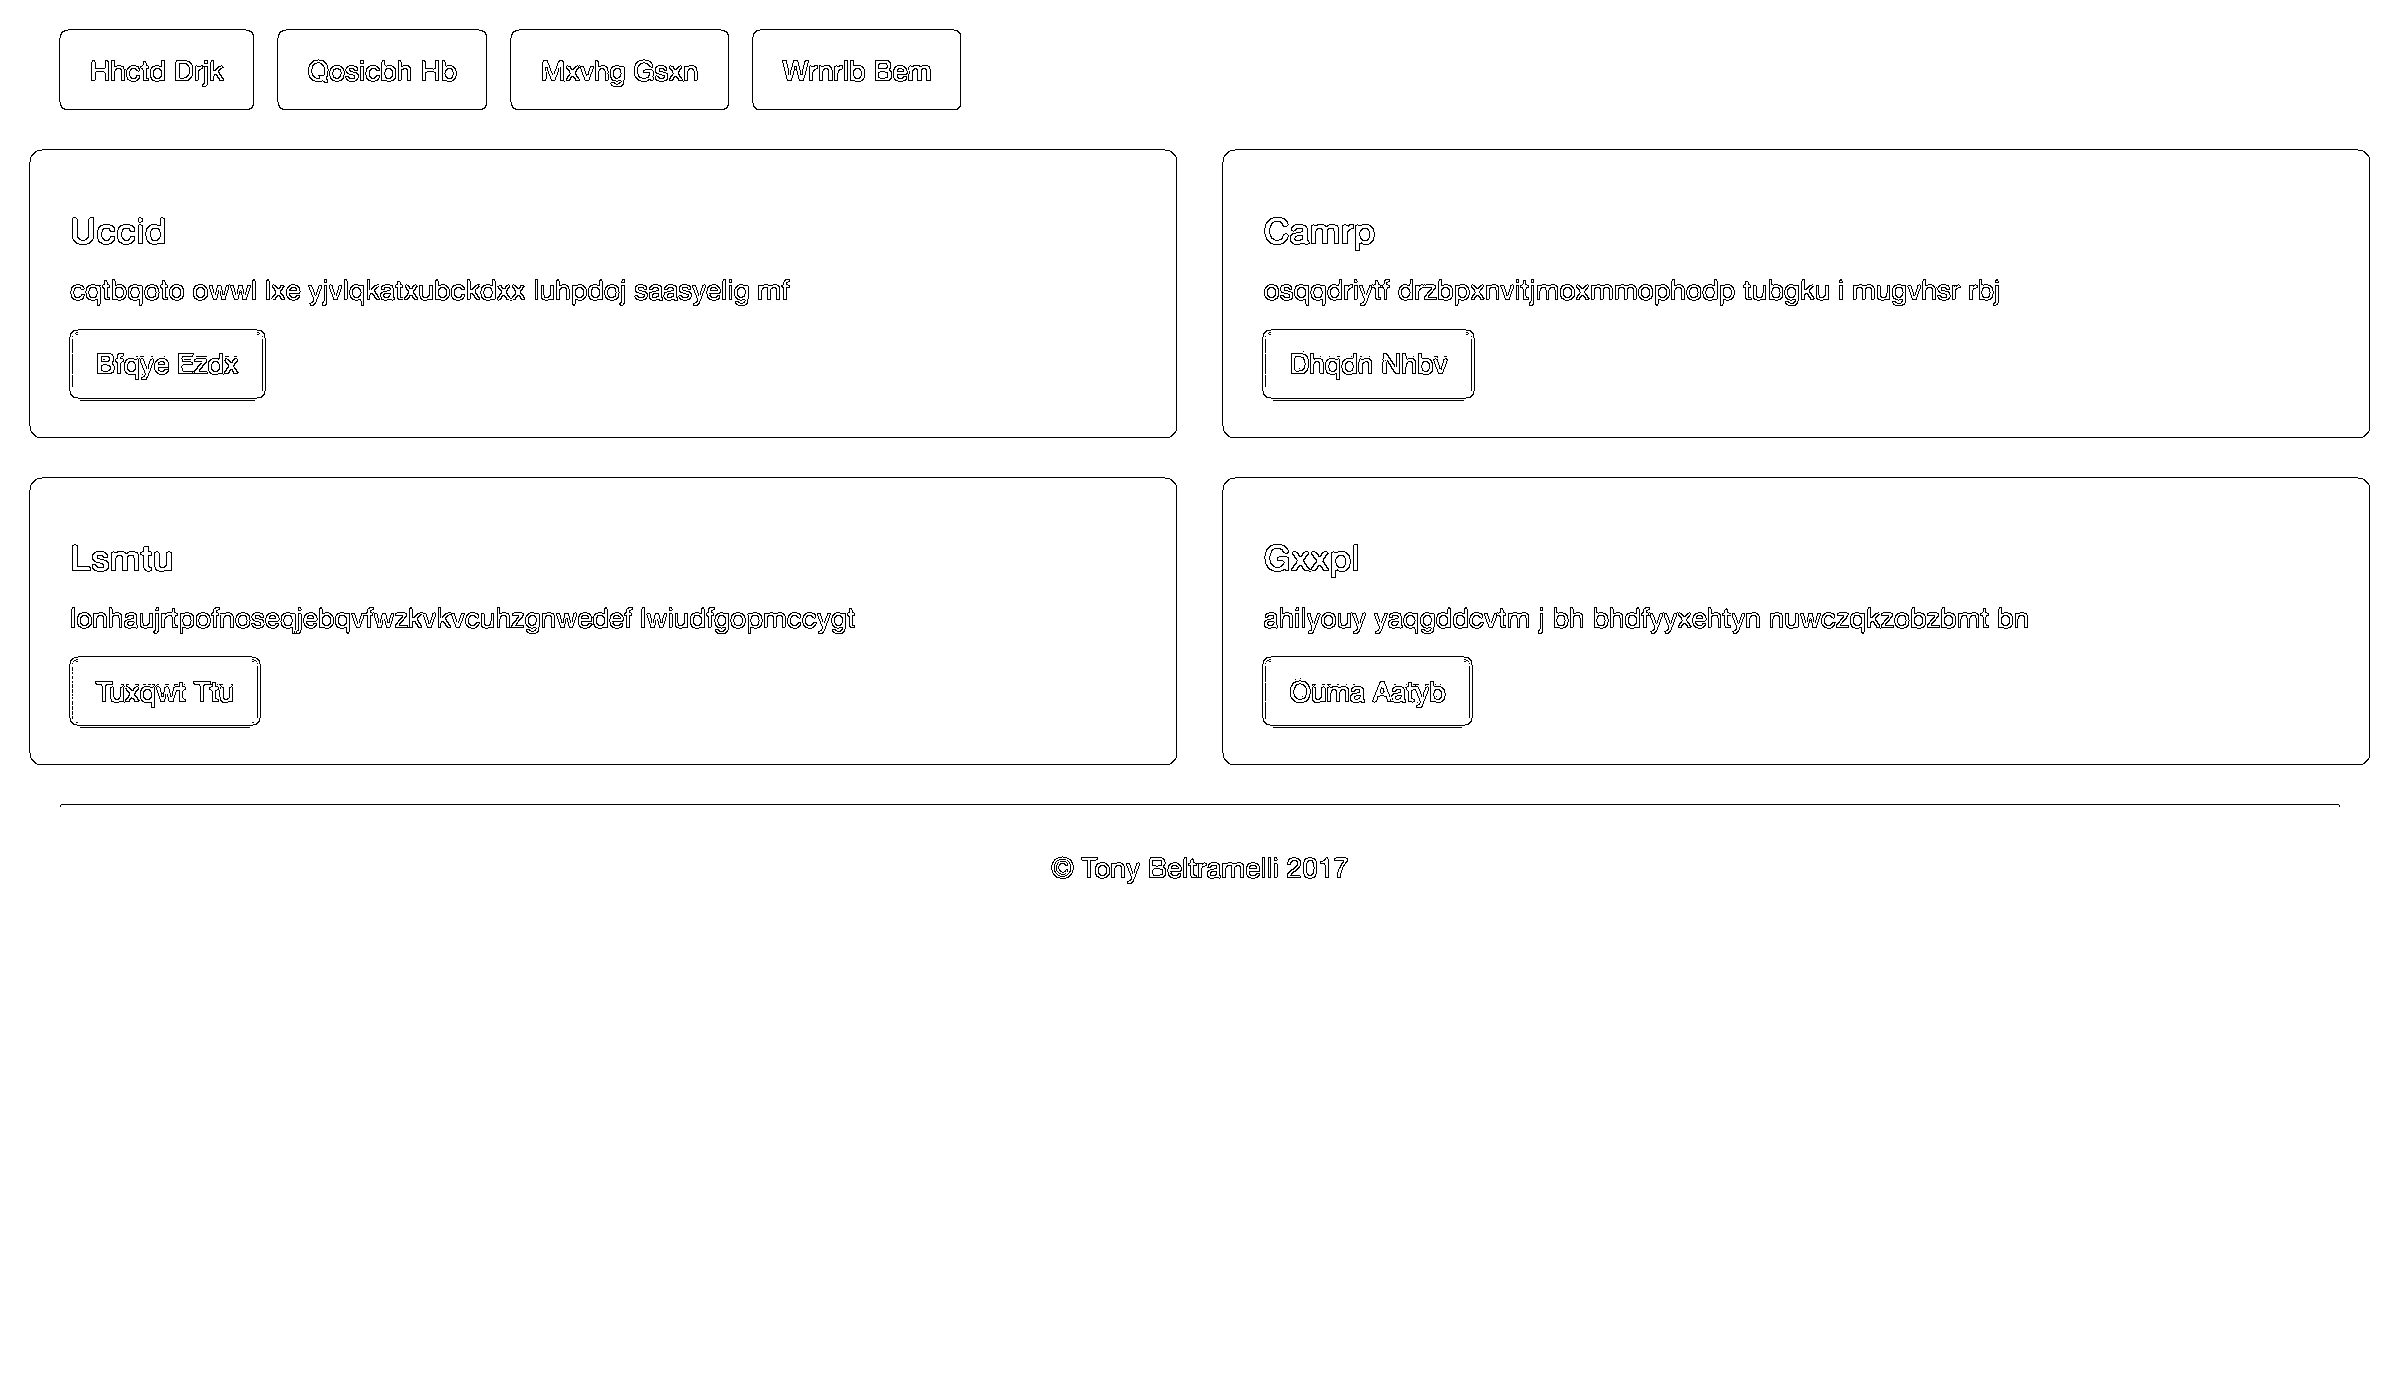 Hhctd Drjk Qosicbh Hb Mxvhg Gsxn Wrnrlb Bem
Uccid
cqtbqoto owwl lxe yjvlqkatxubckdxx luhpdoj saasyelig mf
Bfqye Ezdx
Camrp
osqqdriytf drzbpxnvitjmoxmmophodp tubgku i mugvhsr rbj
Dhqdn Nhbv
Lsmtu
lonhaujrtpofnoseqjebqvfwzkvkvcuhzgnwedef lwiudfgopmccygt
Tuxqwt Ttu
Gxxpl
ahilyouy yaqgddcvtm j bh bhdfyyxehtyn nuwczqkzobzbmt bn
Ouma Aatyb
© Tony Beltramelli 2017